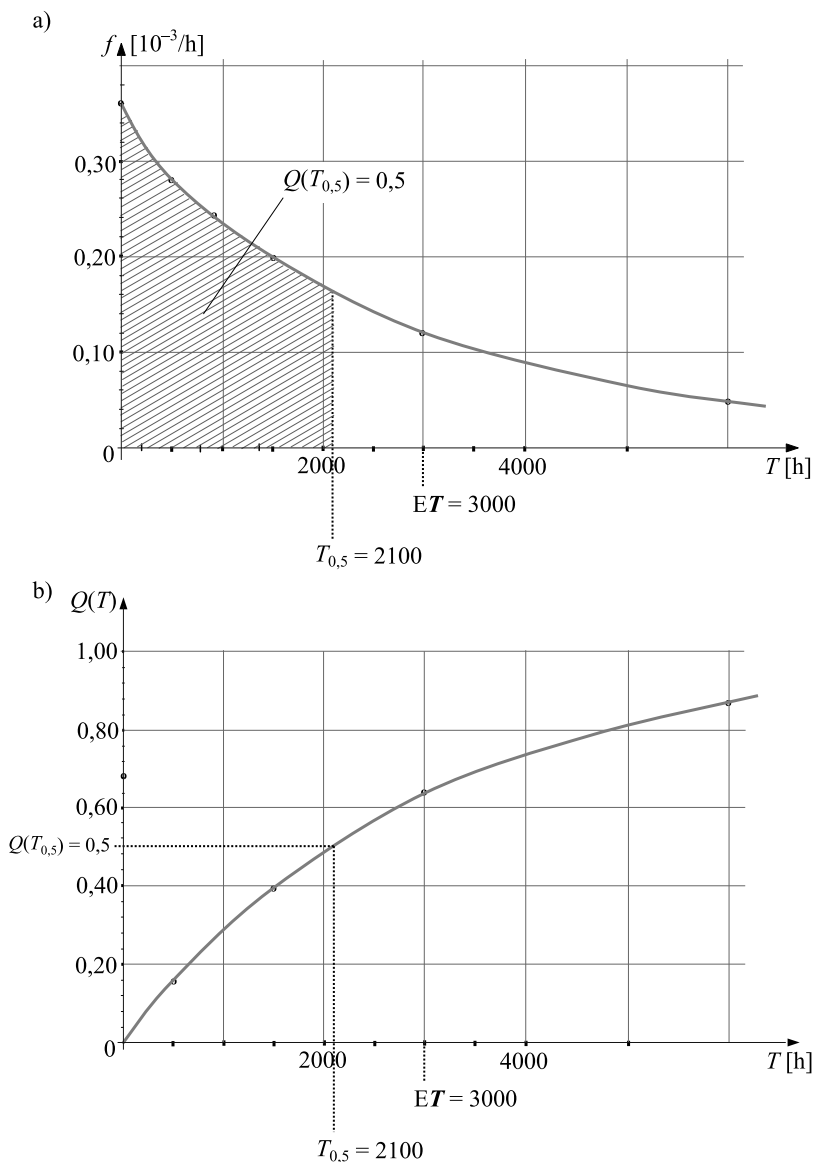 a)
f [10⁻³/h]
0,30
Q(T₀,₅) = 0,5
0,20
0,10
0
2000
4000
T [h]
ET = 3000
T₀,₅ = 2100
b)
Q(T)
1,00
0,80
0,60
Q(T₀,₅) = 0,5
0,40
0,20
0
2000
4000
T [h]
ET = 3000
T₀,₅ = 2100